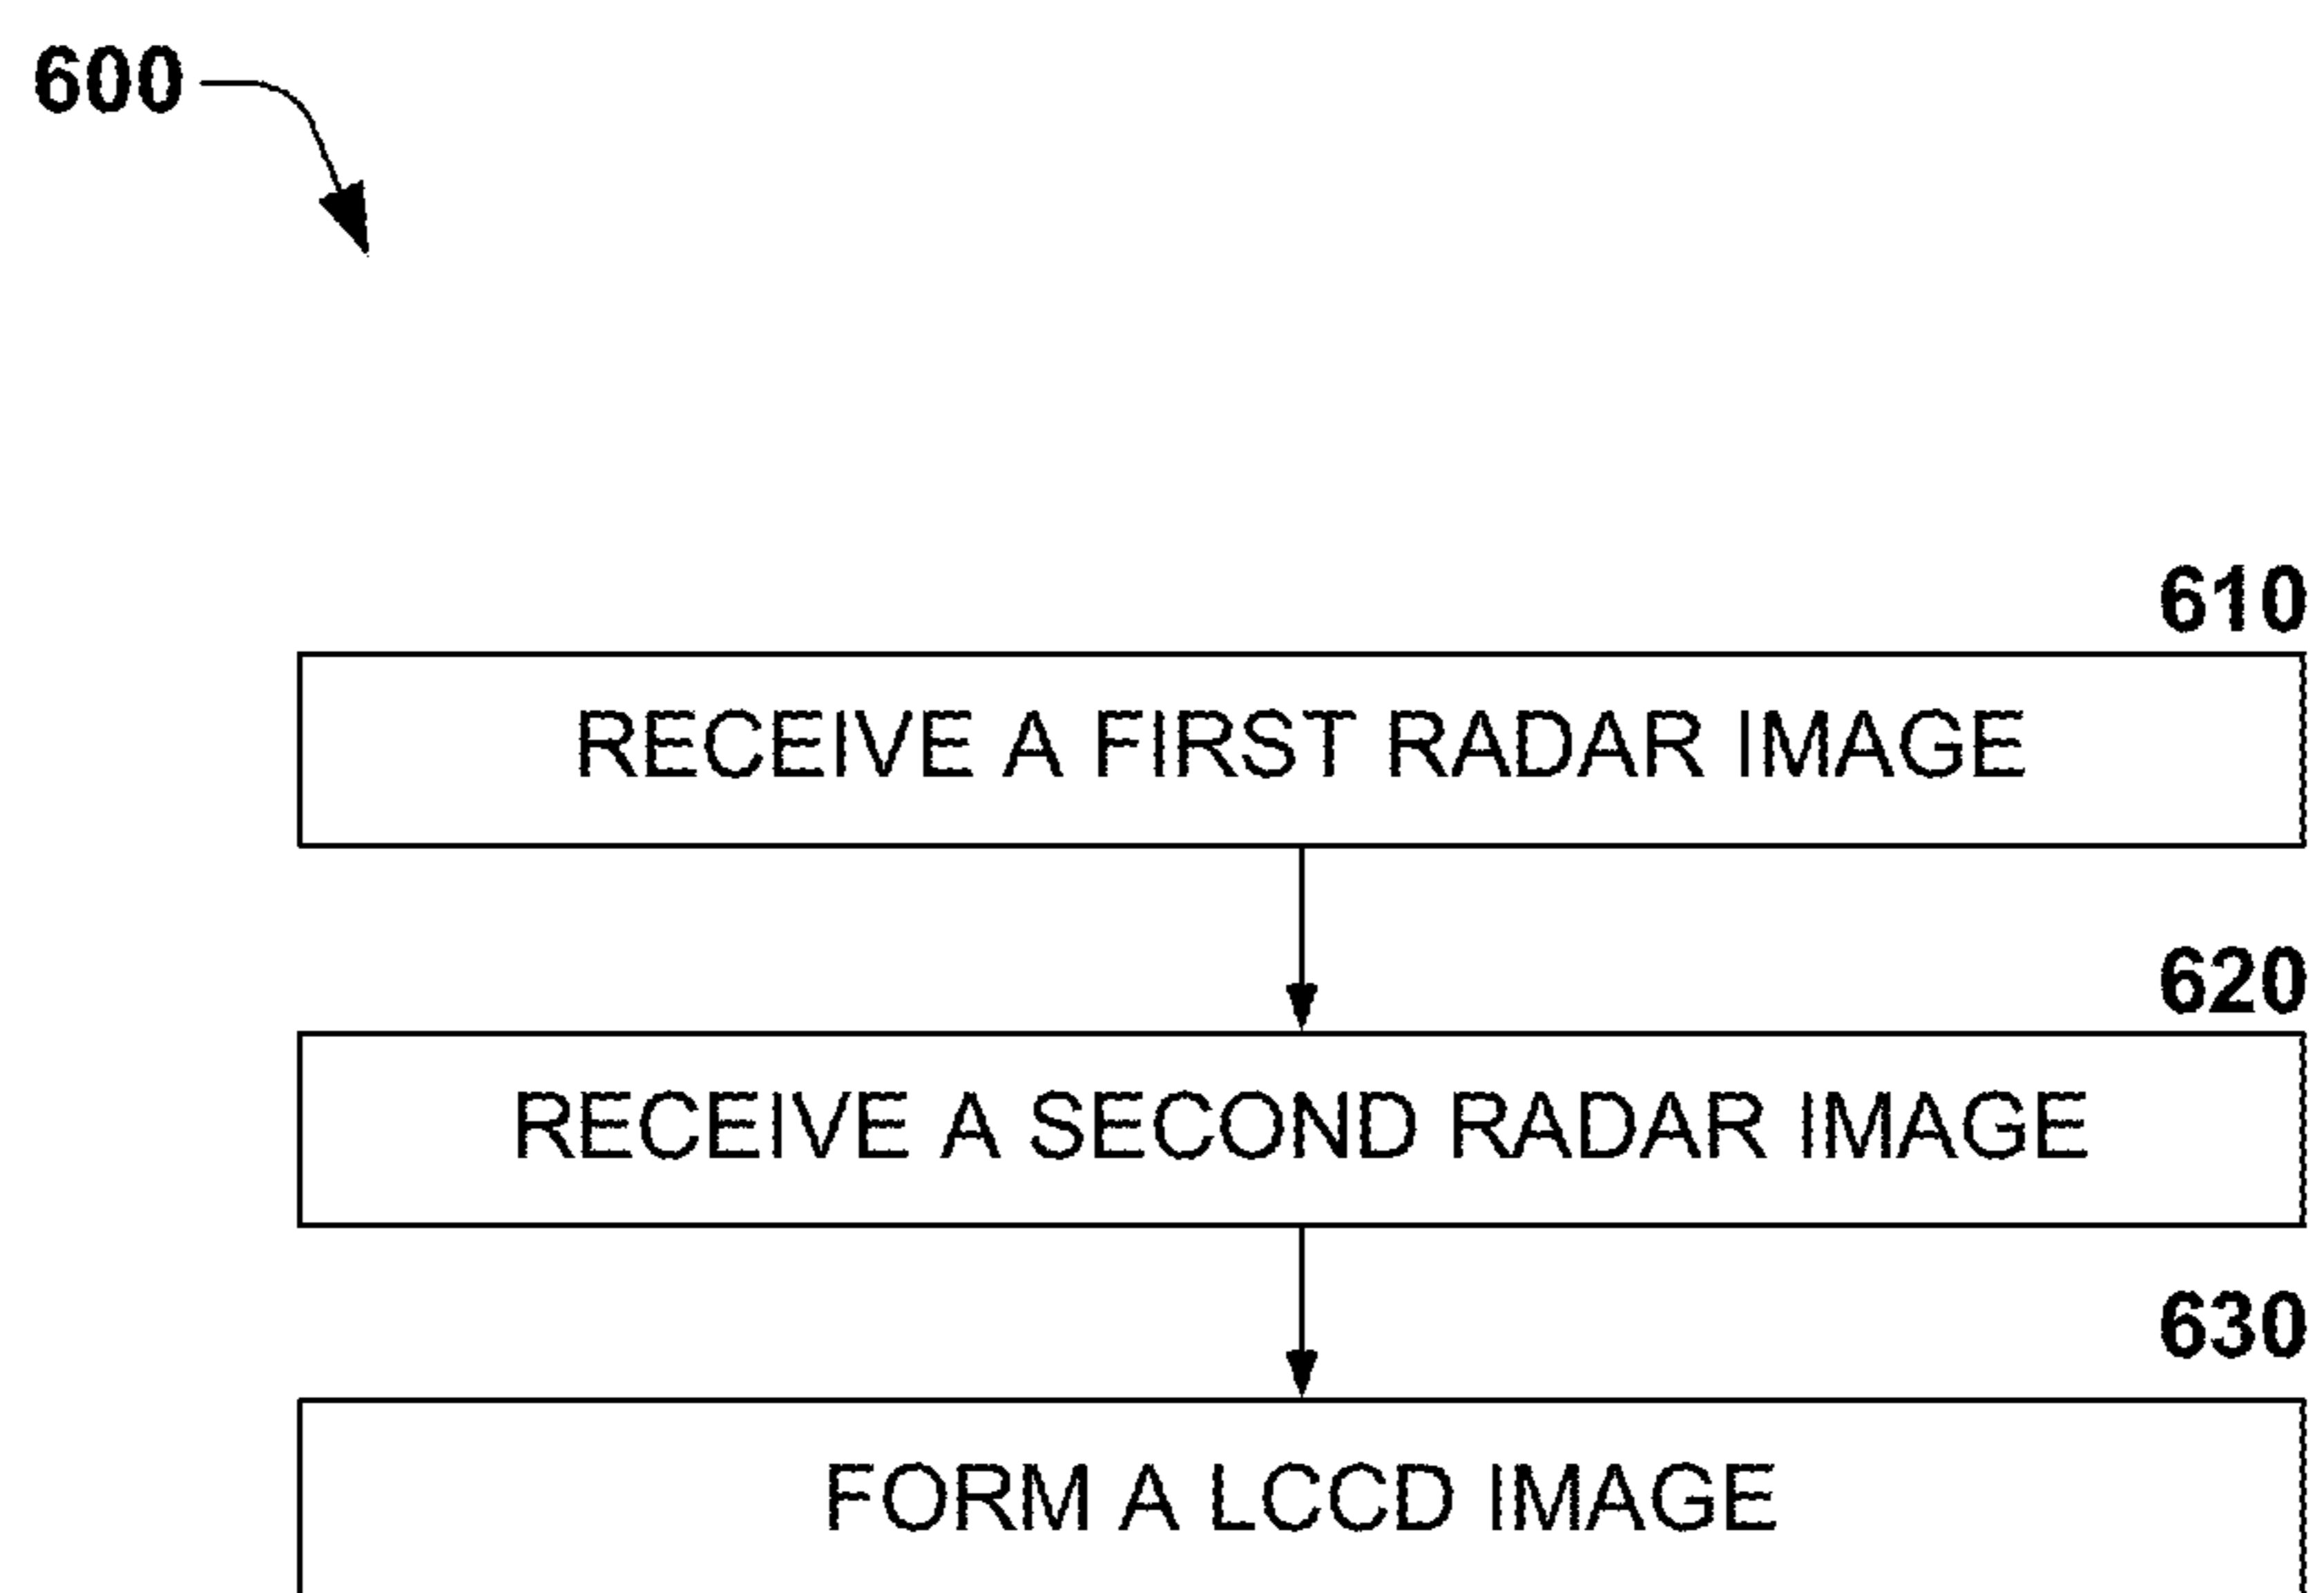 600
610
RECEIVE A FIRST RADAR IMAGE
620
RECEIVE A SECOND RADAR IMAGE
630
FORM A LCCD IMAGE